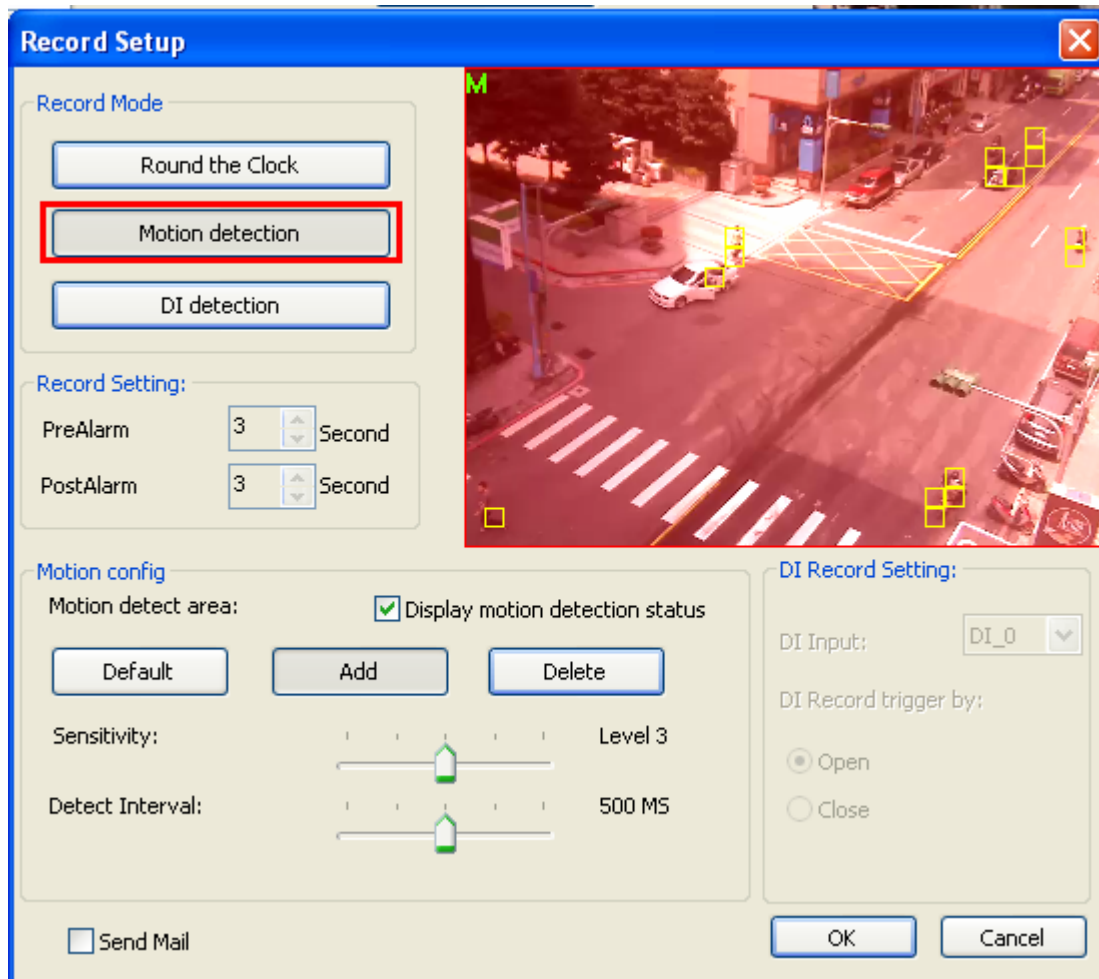 Record Setup
Record Mode
M
Round the Clock
Motion detection
DI detection
Record Setting:
PreAlarm 3 Second
PostAlarm 3 Second
Motion config
Motion detect area: Display motion detection status
Default Add Delete
Sensitivity: Level 3
Detect Interval: 500 MS
DI Record Setting:
DI Input: DI_0
DI Record trigger by:
Open
Close
Send Mail
OK Cancel